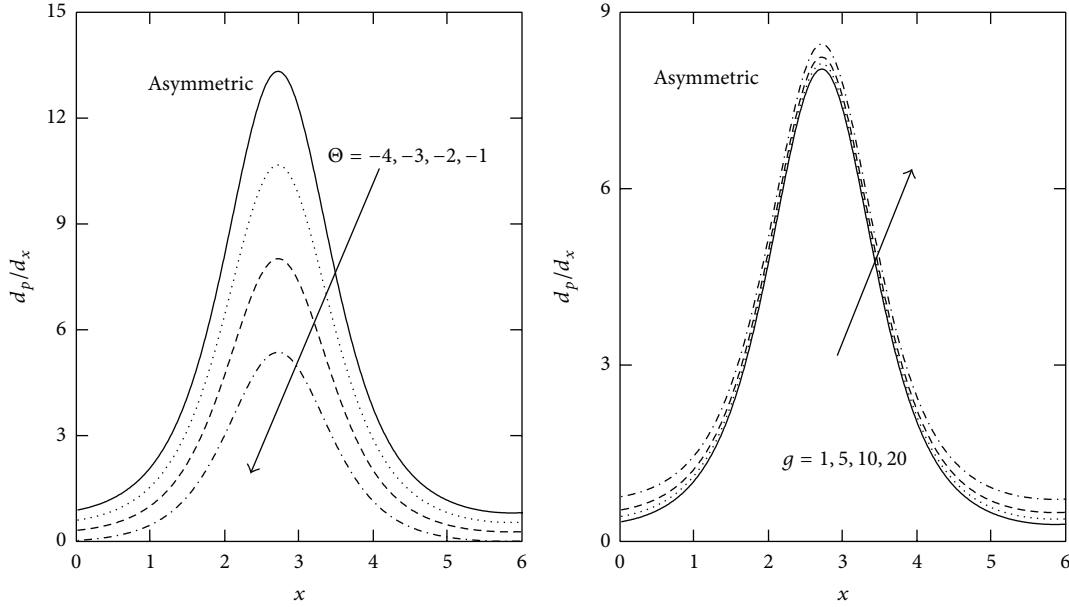 15
12
9
6
3
0
d_p/d_x
Asymmetric
Θ = −4, −3, −2, −1
0 1 2 3 4 5 6
x
9
6
3
0
d_p/d_x
Asymmetric
g = 1, 5, 10, 20
0 1 2 3 4 5 6
x